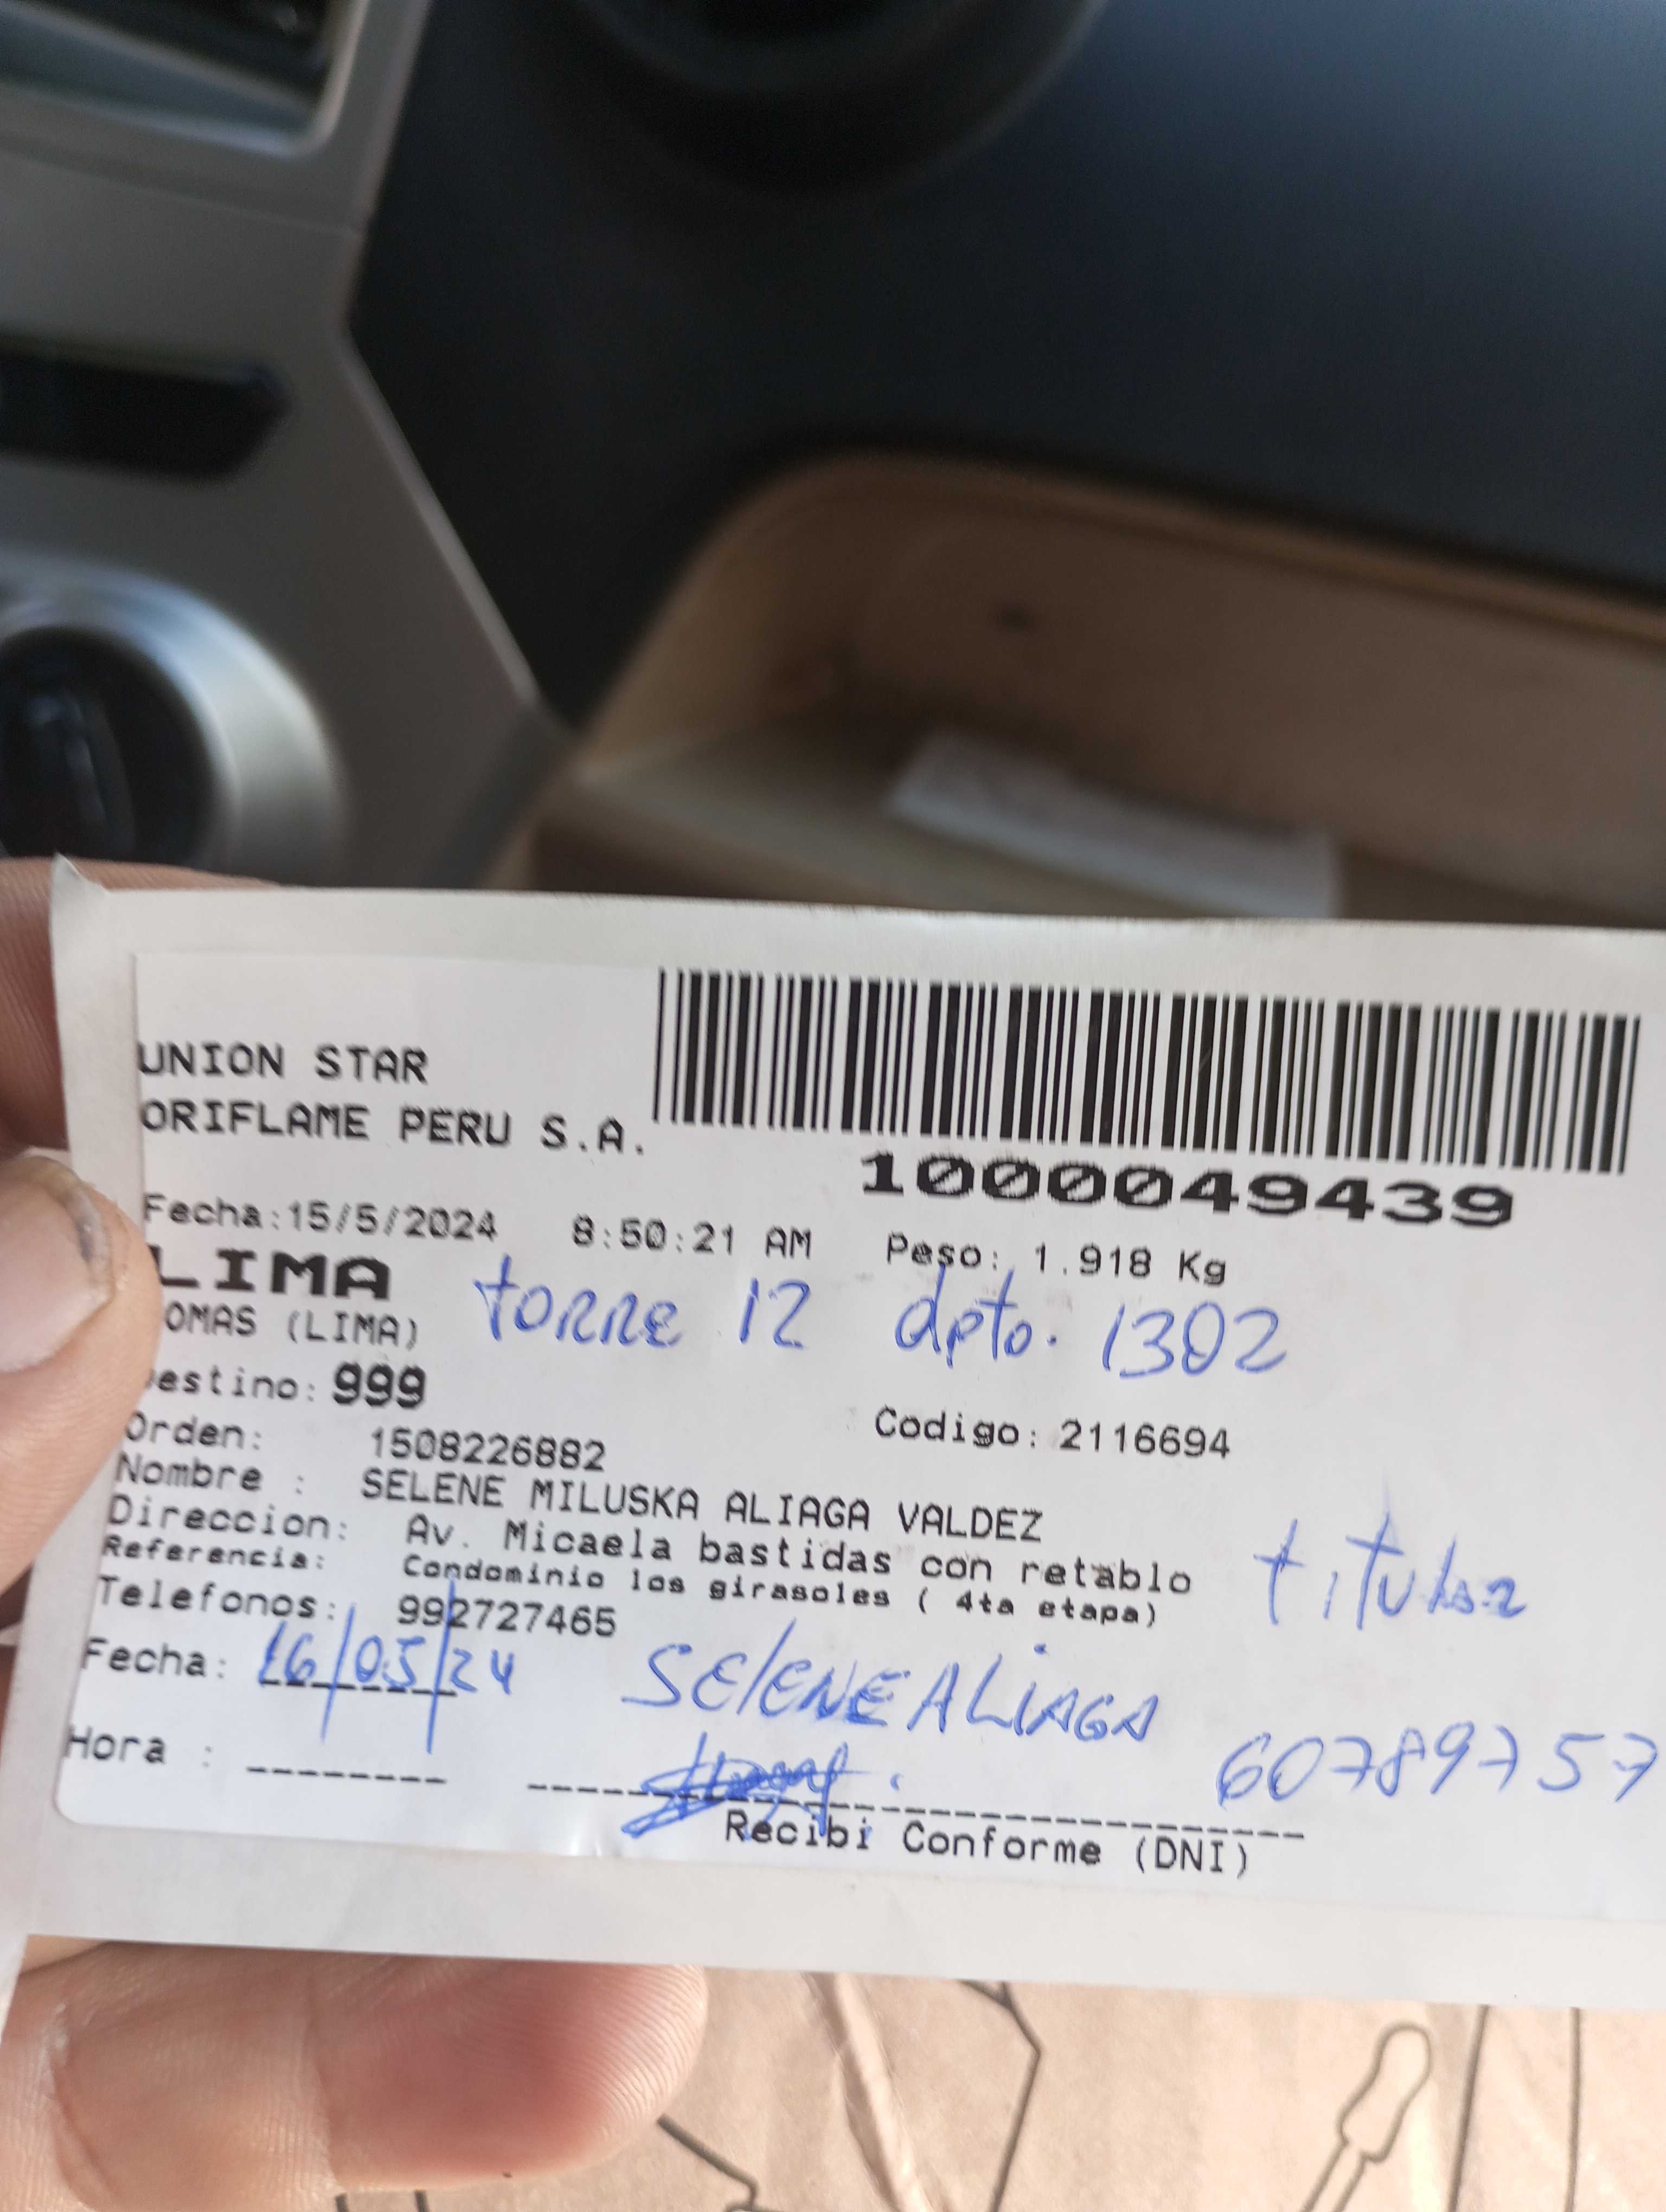 UNION STAR
ORIFLAME PERU S.A.
1000049439
Fecha:15/5/2024 8:50:21 AM Peso: 1.918 Kg
LIMA
OMAS (LIMA) torre 12 dpto. 1302
estino: 999
Orden: 1508226882 Codigo: 2116694
Nombre : SELENE MILUSKA ALIAGA VALDEZ
Direccion: Av. Micaela bastidas con retablo
Referencia: Condominio los girasoles ( 4ta etapa)
titular
Telefonos: 992727465
Fecha: 16/05/24 SELENE ALIAGA
Hora : 60789757
Recibi Conforme (DNI)